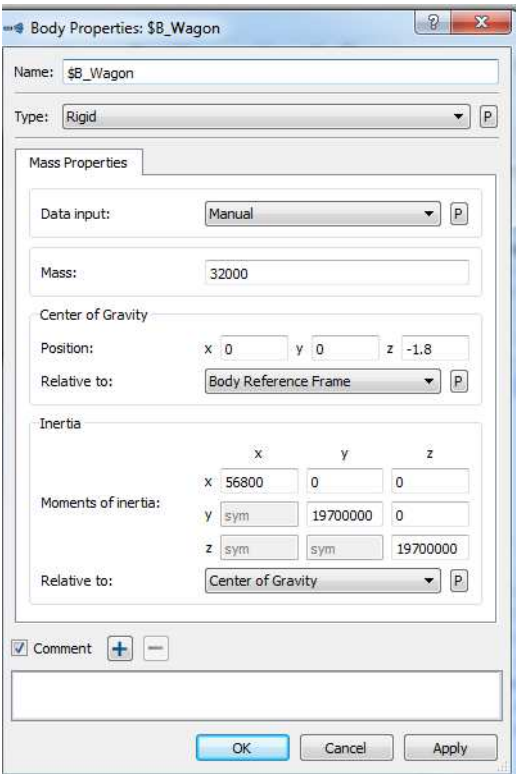 Body Properties: $B_Wagon ? X
Name: $B_Wagon
Type: Rigid P
Mass Properties
Data input: Manual P
Mass: 32000
Center of Gravity
Position: x 0 y 0 z -1.8
Relative to: Body Reference Frame P
Inertia
x y z
x 56800 0 0
Moments of inertia: y sym 19700000 0
z sym sym 19700000
Relative to: Center of Gravity P
Comment
OK Cancel Apply